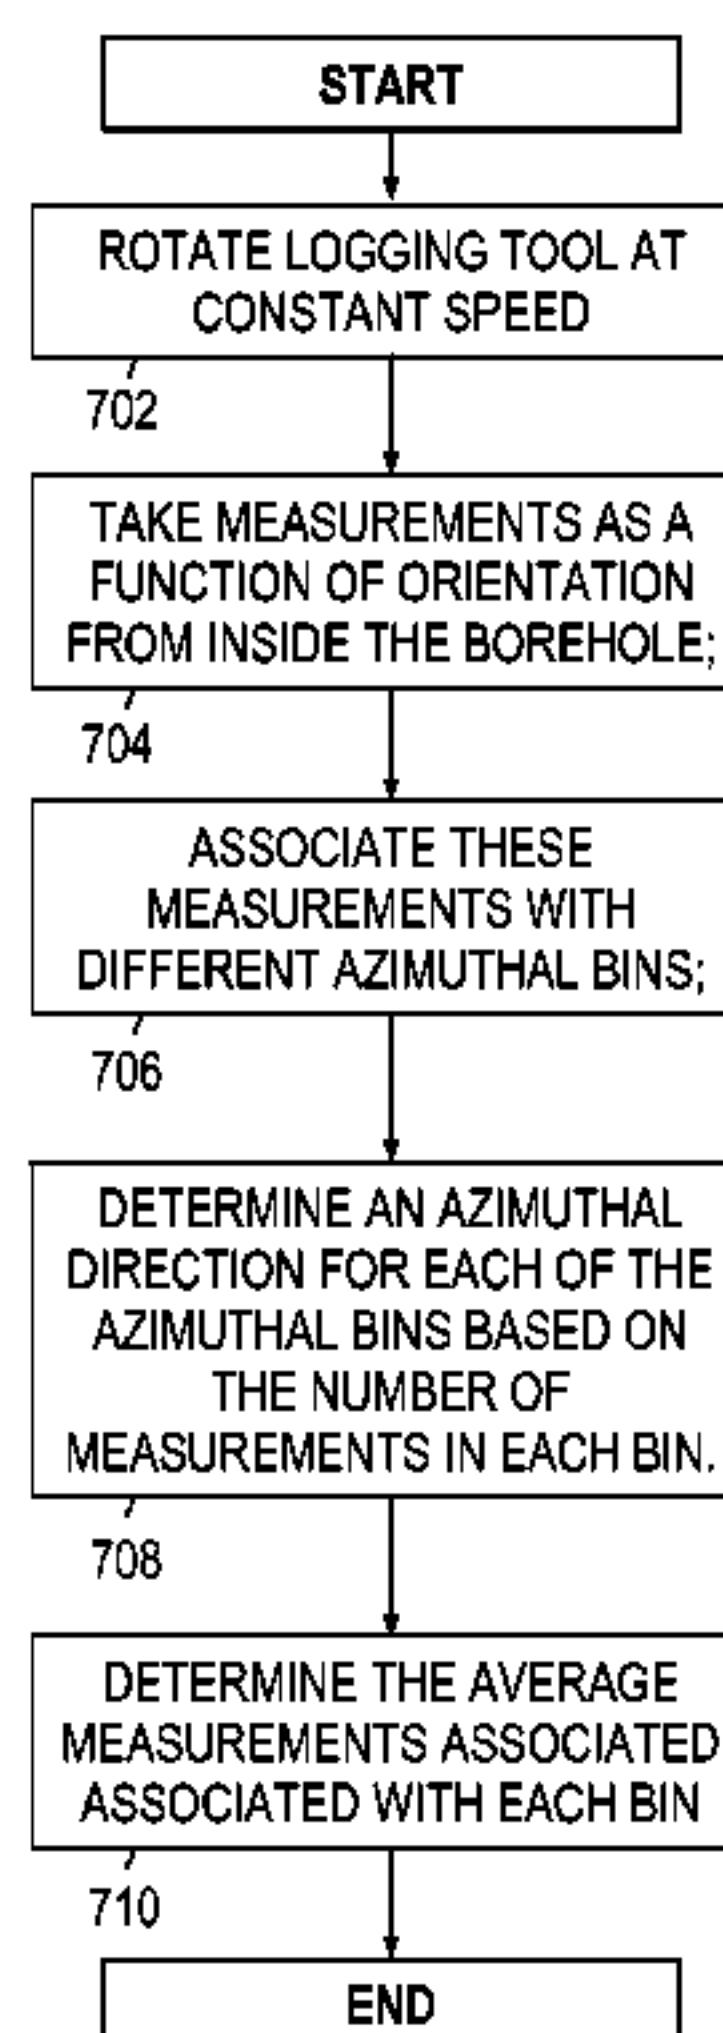 START
ROTATE LOGGING TOOL AT
CONSTANT SPEED
702
TAKE MEASUREMENTS AS A
FUNCTION OF ORIENTATION
FROM INSIDE THE BOREHOLE;
704
ASSOCIATE THESE
MEASUREMENTS WITH
DIFFERENT AZIMUTHAL BINS;
706
DETERMINE AN AZIMUTHAL
DIRECTION FOR EACH OF THE
AZIMUTHAL BINS BASED ON
THE NUMBER OF
MEASUREMENTS IN EACH BIN.
708
DETERMINE THE AVERAGE
MEASUREMENTS ASSOCIATED
ASSOCIATED WITH EACH BIN
710
END